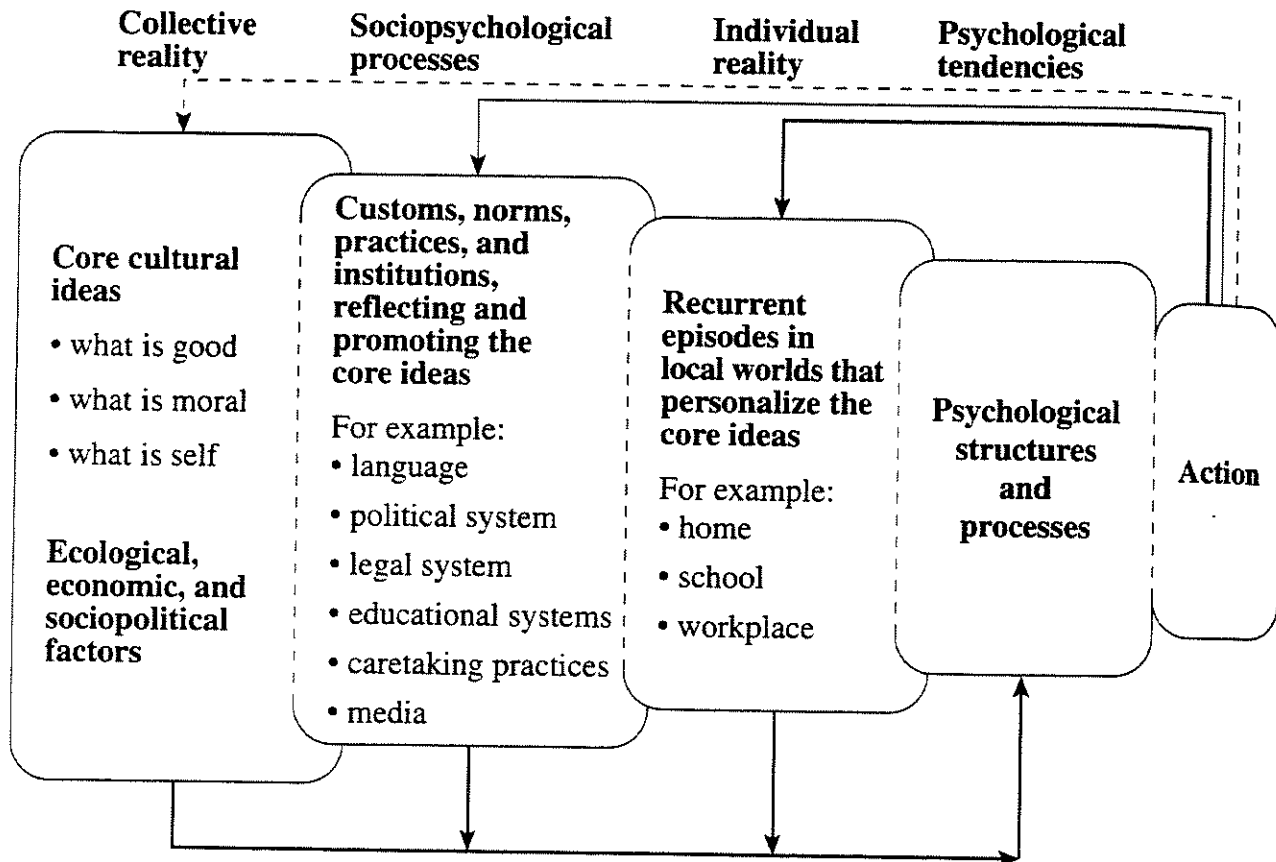 Collective
reality
Sociopsychological
processes
Individual
reality
Psychological
tendencies
Core cultural
ideas
• what is good
• what is moral
• what is self
Ecological,
economic, and
sociopolitical
factors
Customs, norms,
practices, and
institutions,
reflecting and
promoting the
core ideas
For example:
• language
• political system
• legal system
• educational systems
• caretaking practices
• media
Recurrent
episodes in
local worlds that
personalize the
core ideas
For example:
• home
• school
• workplace
Psychological
structures
and
processes
Action